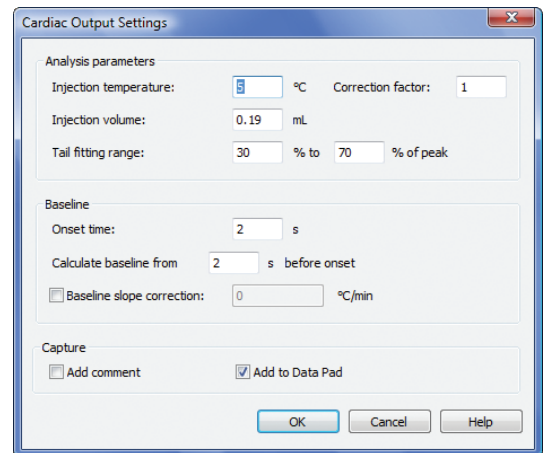 Cardiac Output Settings
Analysis parameters
Injection temperature: 5 ºC Correction factor: 1
Injection volume: 0.19 mL
Tail fitting range: 30 % to 70 % of peak
Baseline
Onset time: 2 s
Calculate baseline from 2 s before onset
Baseline slope correction: 0 ºC/min
Capture
Add comment Add to Data Pad
OK Cancel Help